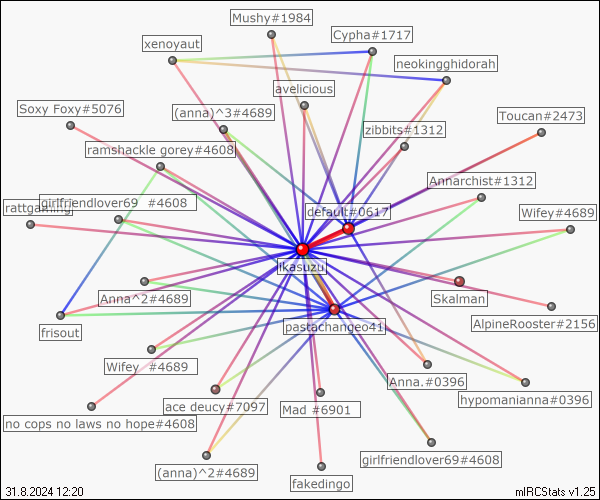 Mushy#1984
Cypha#1717
xenoyaut
neokingghidorah
avelicious
Soxy Foxy#5076
(anna)^3#4689
Toucan#2473
zibbits#1312
ramshackle gorey#4608
Annarchist#1312
rattgaming
girlfriendlover69 #4608
default#0617
Wifey#4689
ikasuzu
Anna^2#4689
Skalman
frisout
pastachangeo41
AlpineRooster#2156
Wifey #4689
Anna.#0396
hypomanianna#0396
ace deucy#7097
Mad #6901
no cops no laws no hope#4608
girlfriendlover69#4608
(anna)^2#4689
fakedingo
31.8.2024 12:20
mIRCStats v1.25